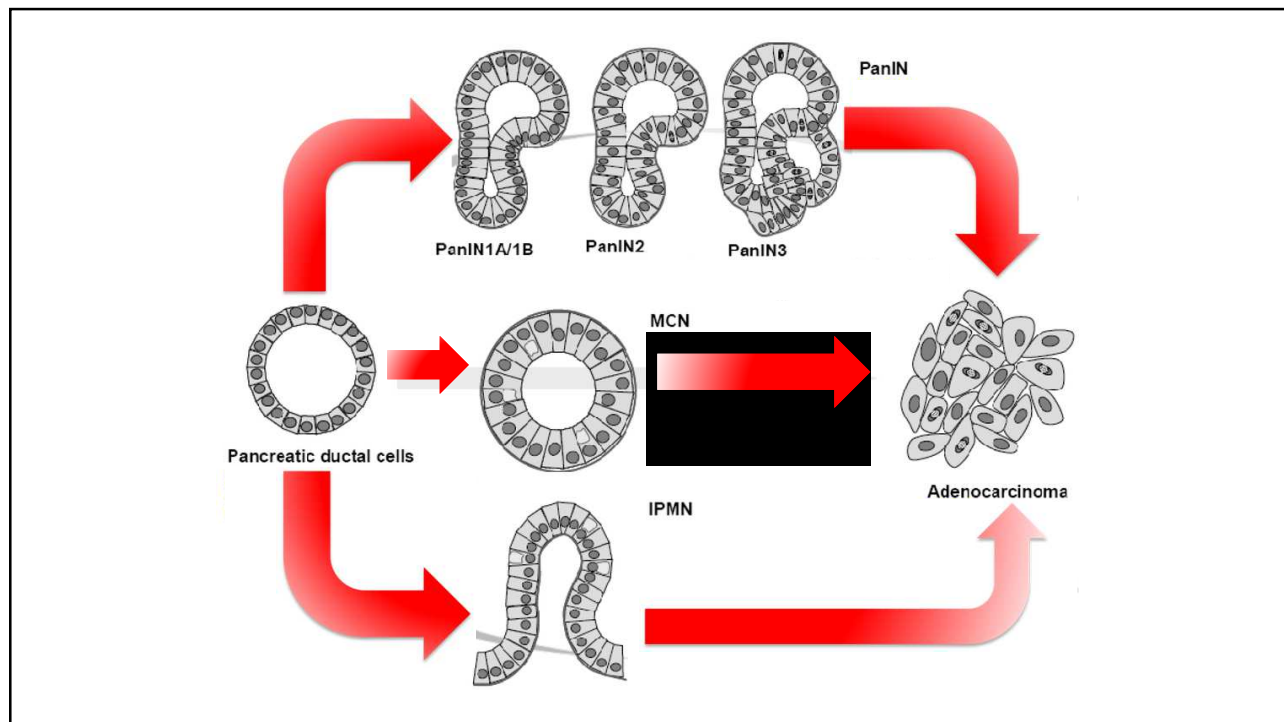 PanIN
PanIN1A/1B
PanIN2
PanIN3
MCN
Pancreatic ductal cells
Adenocarcinoma
IPMN